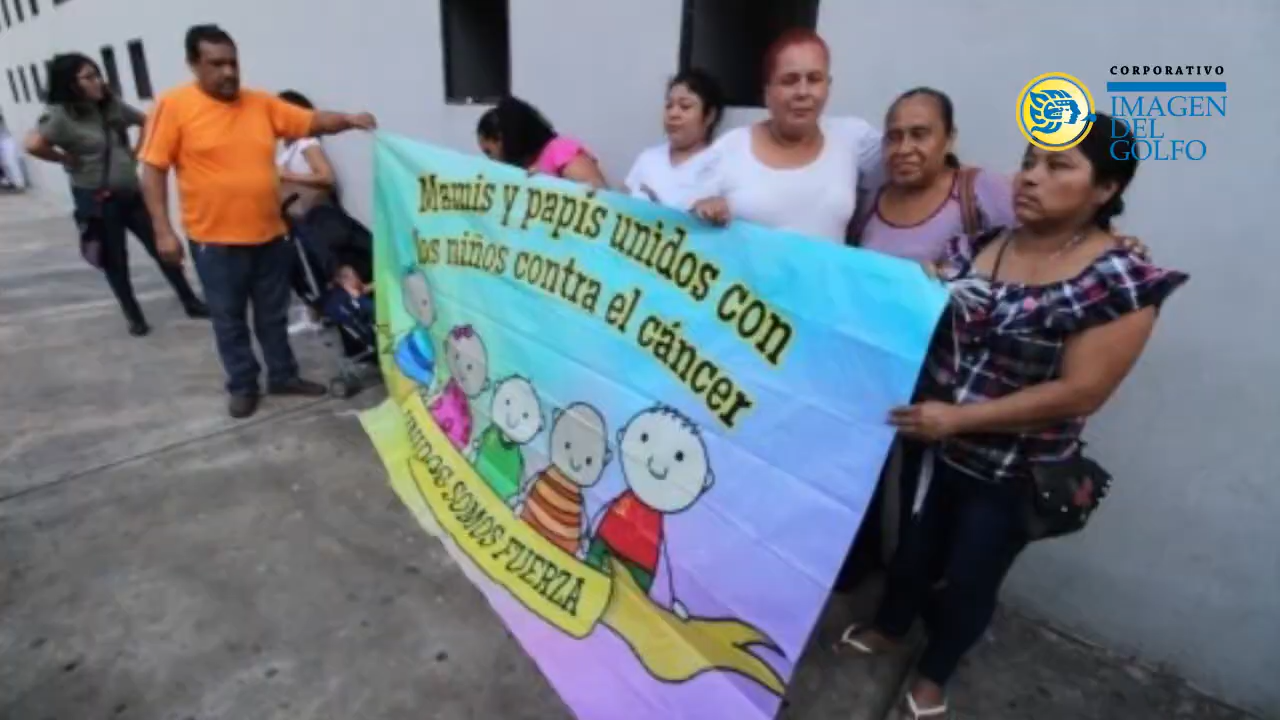 CORPORATIVO
IMAGEN
DEL
GOLFO
Mamis y papis unidos con
los niños contra el cáncer
UNIDOS SOMOS FUERZA